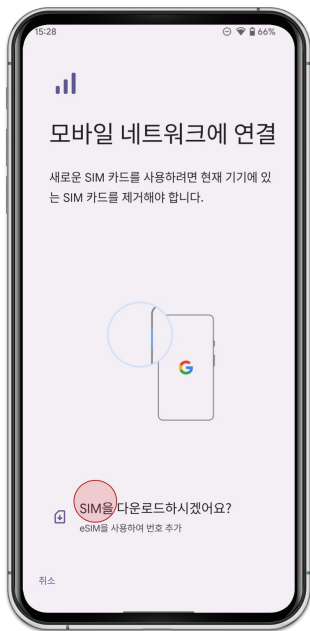 15:28 66%
모바일 네트워크에 연결
새로운 SIM 카드를 사용하려면 현재 기기에 있
는 SIM 카드를 제거해야 합니다.
G
SIM을 다운로드하시겠어요?
eSIM을 사용하여 번호 추가
취소